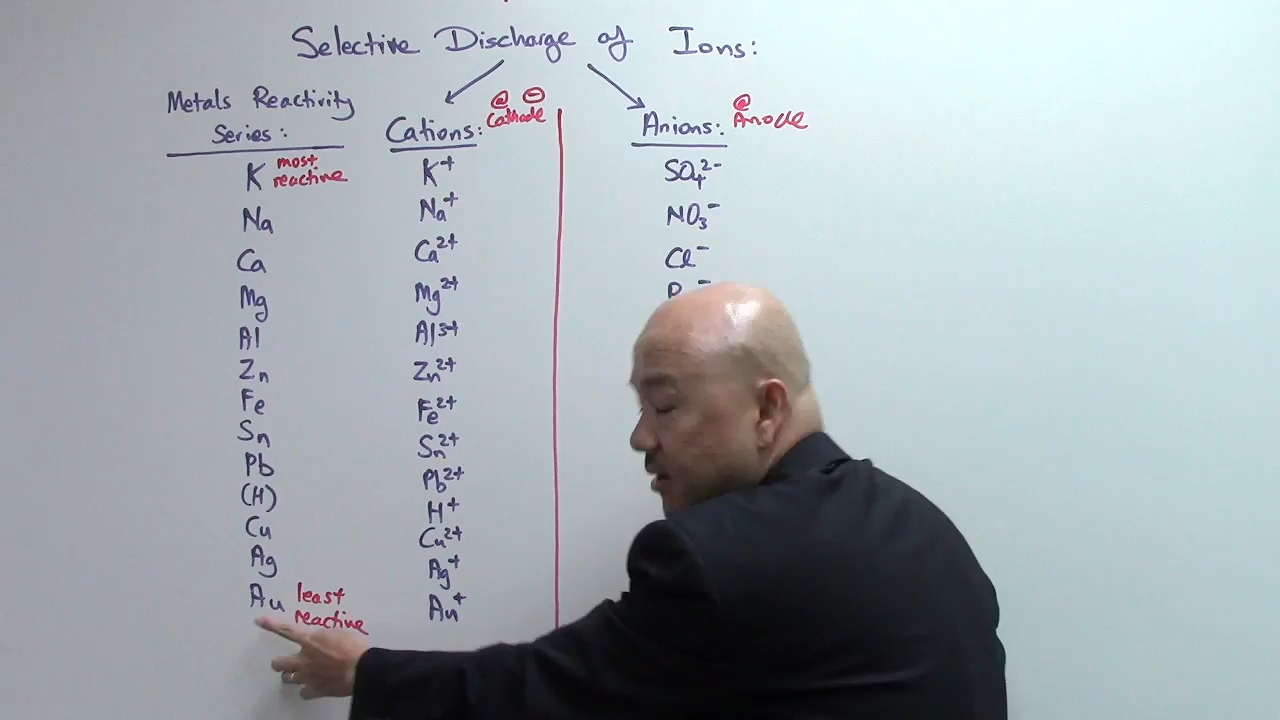 Selective Discharge of Ions:
Metals Reactivity
Series:
K most
reactive
Na
Ca
Mg
Al
Zn
Fe
Sn
Pb
(H)
Cu
Ag
Au least
reactive
Cations: @ ⊖
Cathode
K⁺
Na⁺
Ca²⁺
Mg²⁺
Al³⁺
Zn²⁺
Fe²⁺
Sn²⁺
Pb²⁺
H⁺
Cu²⁺
Ag⁺
Au⁺
Anions: @
Anode
SO₄²⁻
NO₃⁻
Cl⁻